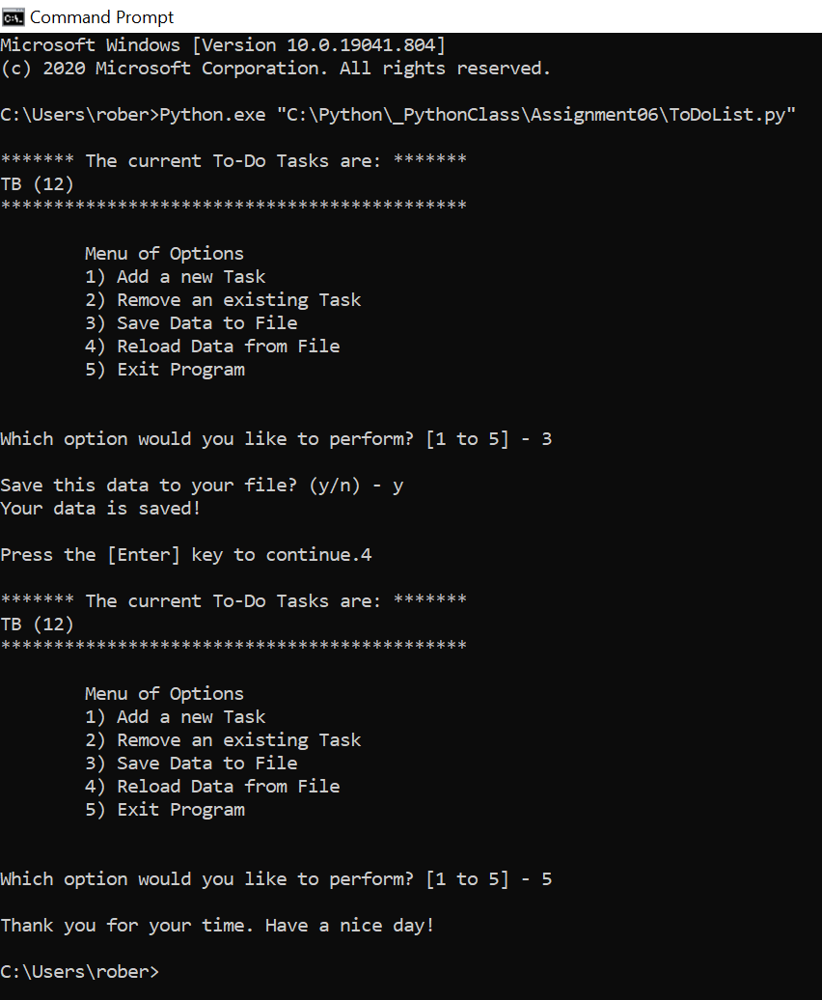 Command Prompt
Microsoft Windows [Version 10.0.19041.804]
(c) 2020 Microsoft Corporation. All rights reserved.
C:\Users\rober>Python.exe "C:\Python\_PythonClass\Assignment06\ToDoList.py"
******* The current To-Do Tasks are: *******
TB (12)
********************************************
Menu of Options
1) Add a new Task
2) Remove an existing Task
3) Save Data to File
4) Reload Data from File
5) Exit Program
Which option would you like to perform? [1 to 5] - 3
Save this data to your file? (y/n) - y
Your data is saved!
Press the [Enter] key to continue.4
******* The current To-Do Tasks are: *******
TB (12)
********************************************
Menu of Options
1) Add a new Task
2) Remove an existing Task
3) Save Data to File
4) Reload Data from File
5) Exit Program
Which option would you like to perform? [1 to 5] - 5
Thank you for your time. Have a nice day!
C:\Users\rober>